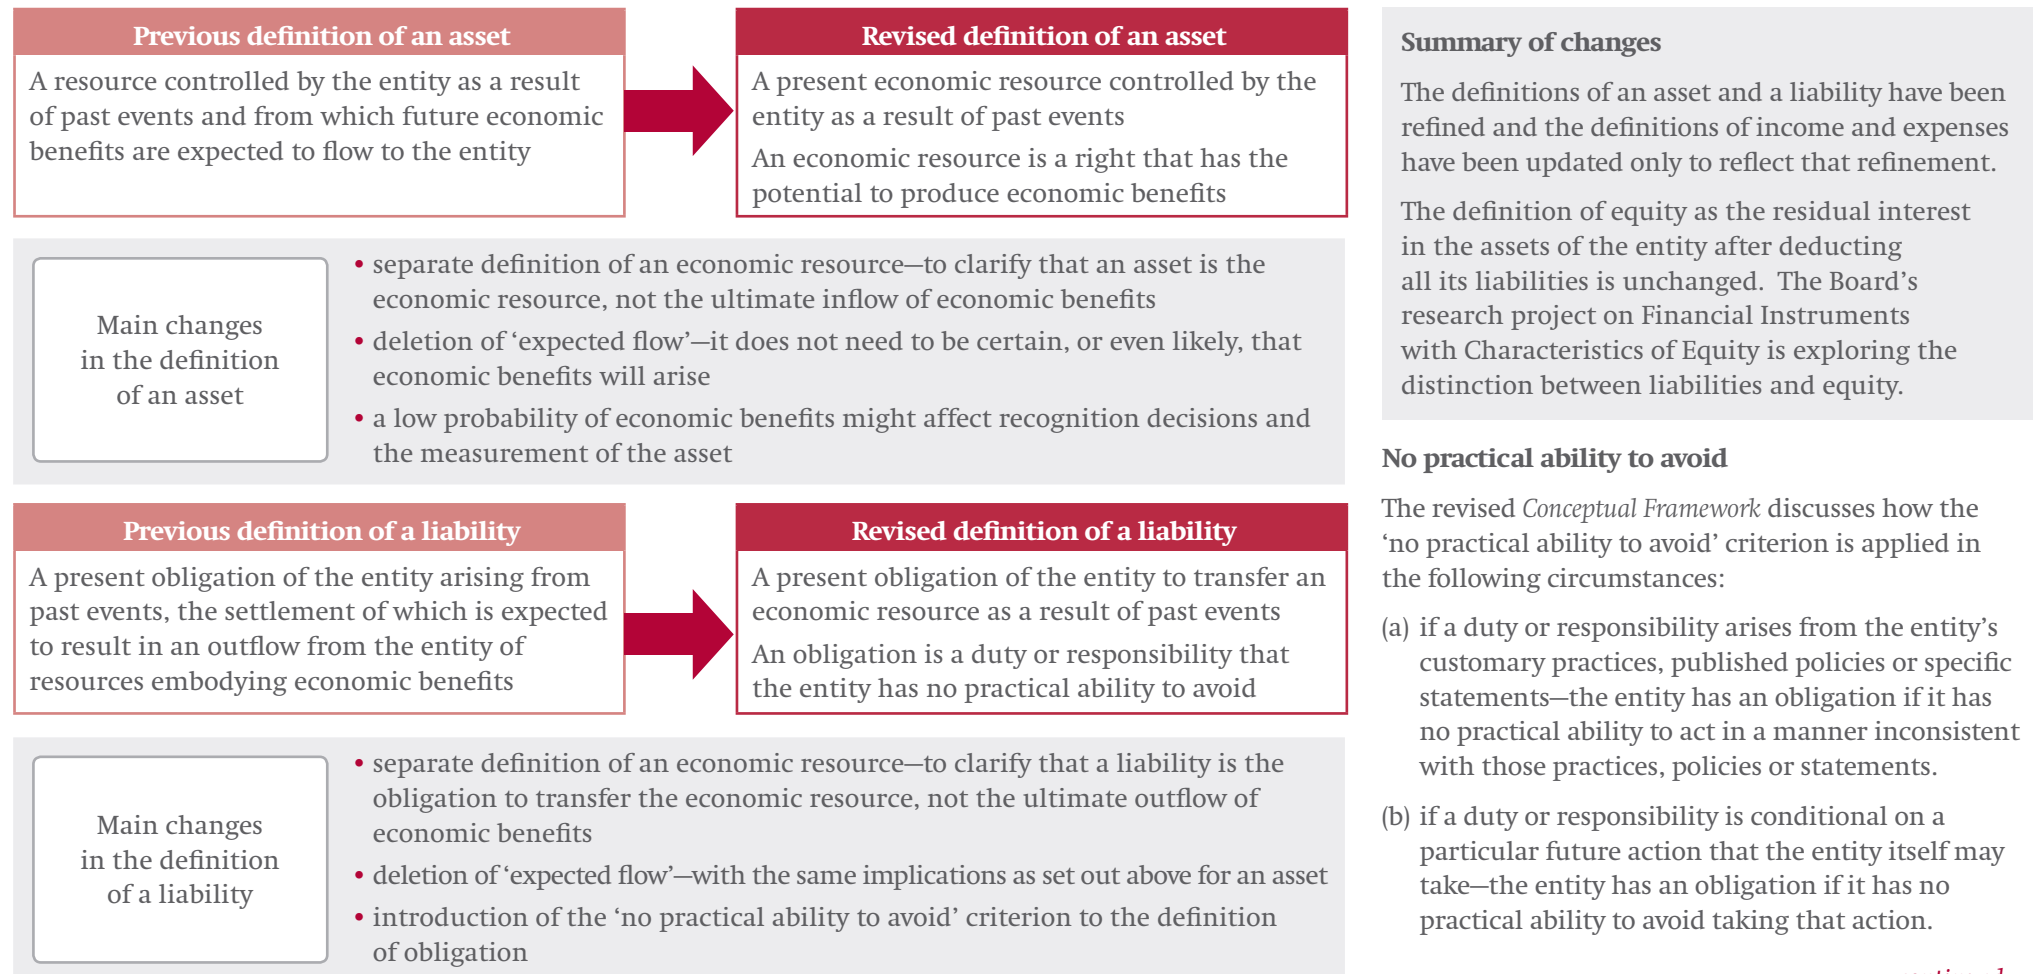 Previous definition of an asset
A resource controlled by the entity as a result
of past events and from which future economic
benefits are expected to flow to the entity
Revised definition of an asset
A present economic resource controlled by the
entity as a result of past events
An economic resource is a right that has the
potential to produce economic benefits
Main changes
in the definition
of an asset
• separate definition of an economic resource—to clarify that an asset is the
economic resource, not the ultimate inflow of economic benefits
• deletion of ‘expected flow’—it does not need to be certain, or even likely, that
economic benefits will arise
• a low probability of economic benefits might affect recognition decisions and
the measurement of the asset
Previous definition of a liability
A present obligation of the entity arising from
past events, the settlement of which is expected
to result in an outflow from the entity of
resources embodying economic benefits
Revised definition of a liability
A present obligation of the entity to transfer an
economic resource as a result of past events
An obligation is a duty or responsibility that
the entity has no practical ability to avoid
Main changes
in the definition
of a liability
• separate definition of an economic resource—to clarify that a liability is the
obligation to transfer the economic resource, not the ultimate outflow of
economic benefits
• deletion of ‘expected flow’—with the same implications as set out above for an asset
• introduction of the ‘no practical ability to avoid’ criterion to the definition
of obligation
Summary of changes
The definitions of an asset and a liability have been
refined and the definitions of income and expenses
have been updated only to reflect that refinement.
The definition of equity as the residual interest
in the assets of the entity after deducting
all its liabilities is unchanged. The Board’s
research project on Financial Instruments
with Characteristics of Equity is exploring the
distinction between liabilities and equity.
No practical ability to avoid
The revised Conceptual Framework discusses how the
‘no practical ability to avoid’ criterion is applied in
the following circumstances:
(a) if a duty or responsibility arises from the entity’s
customary practices, published policies or specific
statements—the entity has an obligation if it has
no practical ability to act in a manner inconsistent
with those practices, policies or statements.
(b) if a duty or responsibility is conditional on a
particular future action that the entity itself may
take—the entity has an obligation if it has no
practical ability to avoid taking that action.